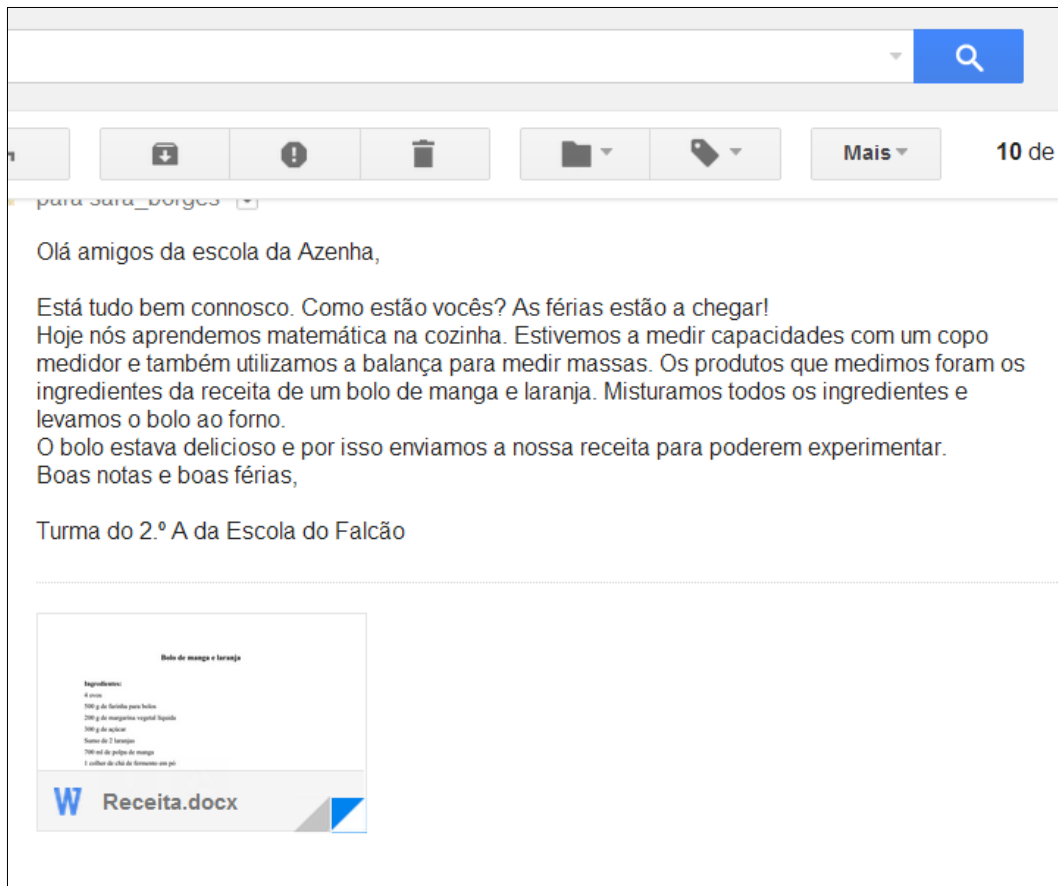 Mais
10 de
para sara_borges
Olá amigos da escola da Azenha,
Está tudo bem connosco. Como estão vocês? As férias estão a chegar!
Hoje nós aprendemos matemática na cozinha. Estivemos a medir capacidades com um copo
medidor e também utilizamos a balança para medir massas. Os produtos que medimos foram os
ingredientes da receita de um bolo de manga e laranja. Misturamos todos os ingredientes e
levamos o bolo ao forno.
O bolo estava delicioso e por isso enviamos a nossa receita para poderem experimentar.
Boas notas e boas férias,
Turma do 2.º A da Escola do Falcão
Bolo de manga e laranja
Ingredientes:
4 ovos
500 g de farinha para bolos
200 g de margarina vegetal líquida
300 g de açúcar
Sumo de 2 laranjas
700 ml de polpa de manga
1 colher de chá de fermento em pó
W Receita.docx